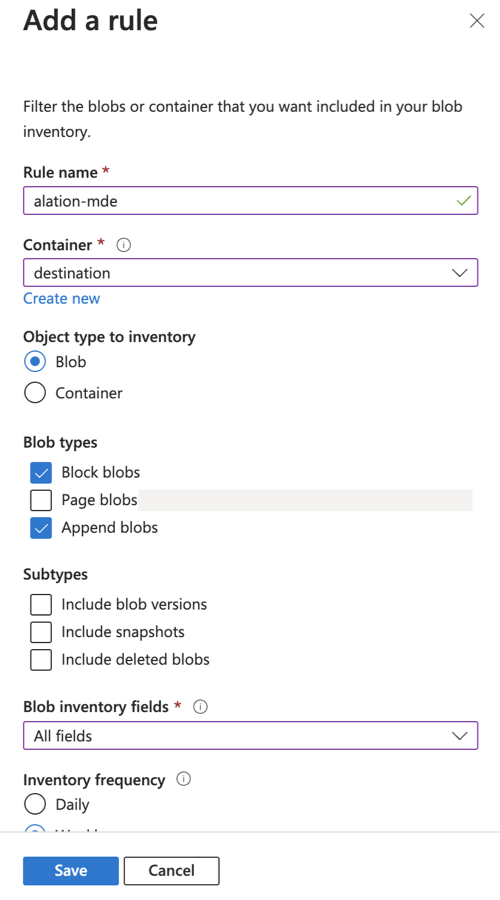 Add a rule
Filter the blobs or container that you want included in your blob
inventory.
Rule name *
alation-mde
Container *
destination
Create new
Object type to inventory
Blob
Container
Blob types
Block blobs
Page blobs
Append blobs
Subtypes
Include blob versions
Include snapshots
Include deleted blobs
Blob inventory fields *
All fields
Inventory frequency
Daily
Save
Cancel